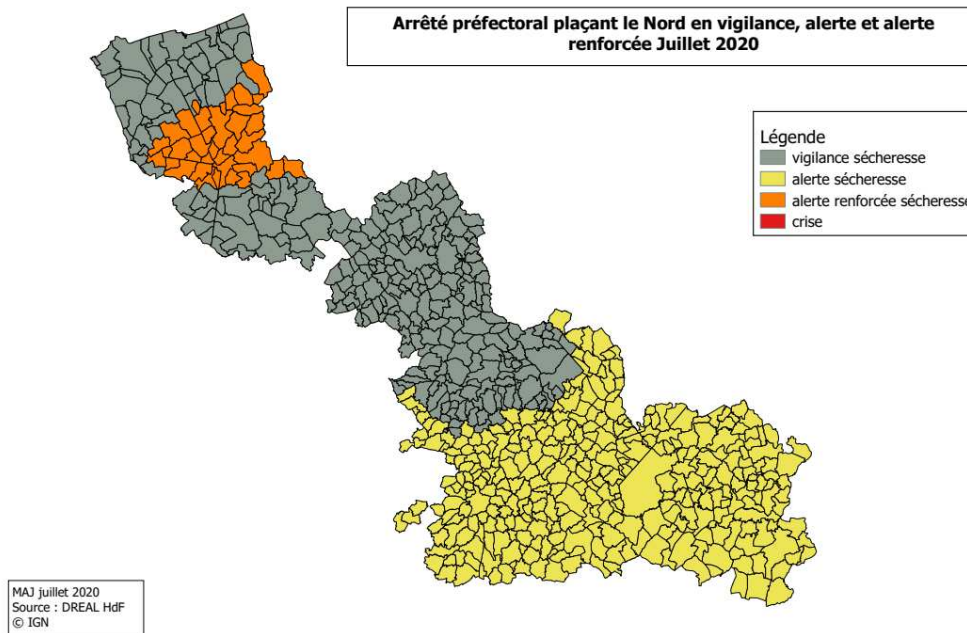 Arrêté préfectoral plaçant le Nord en vigilance, alerte et alerte
renforcée Juillet 2020
Légende
vigilance sécheresse
alerte sécheresse
alerte renforcée sécheresse
crise
MAJ juillet 2020
Source : DREAL HdF
© IGN